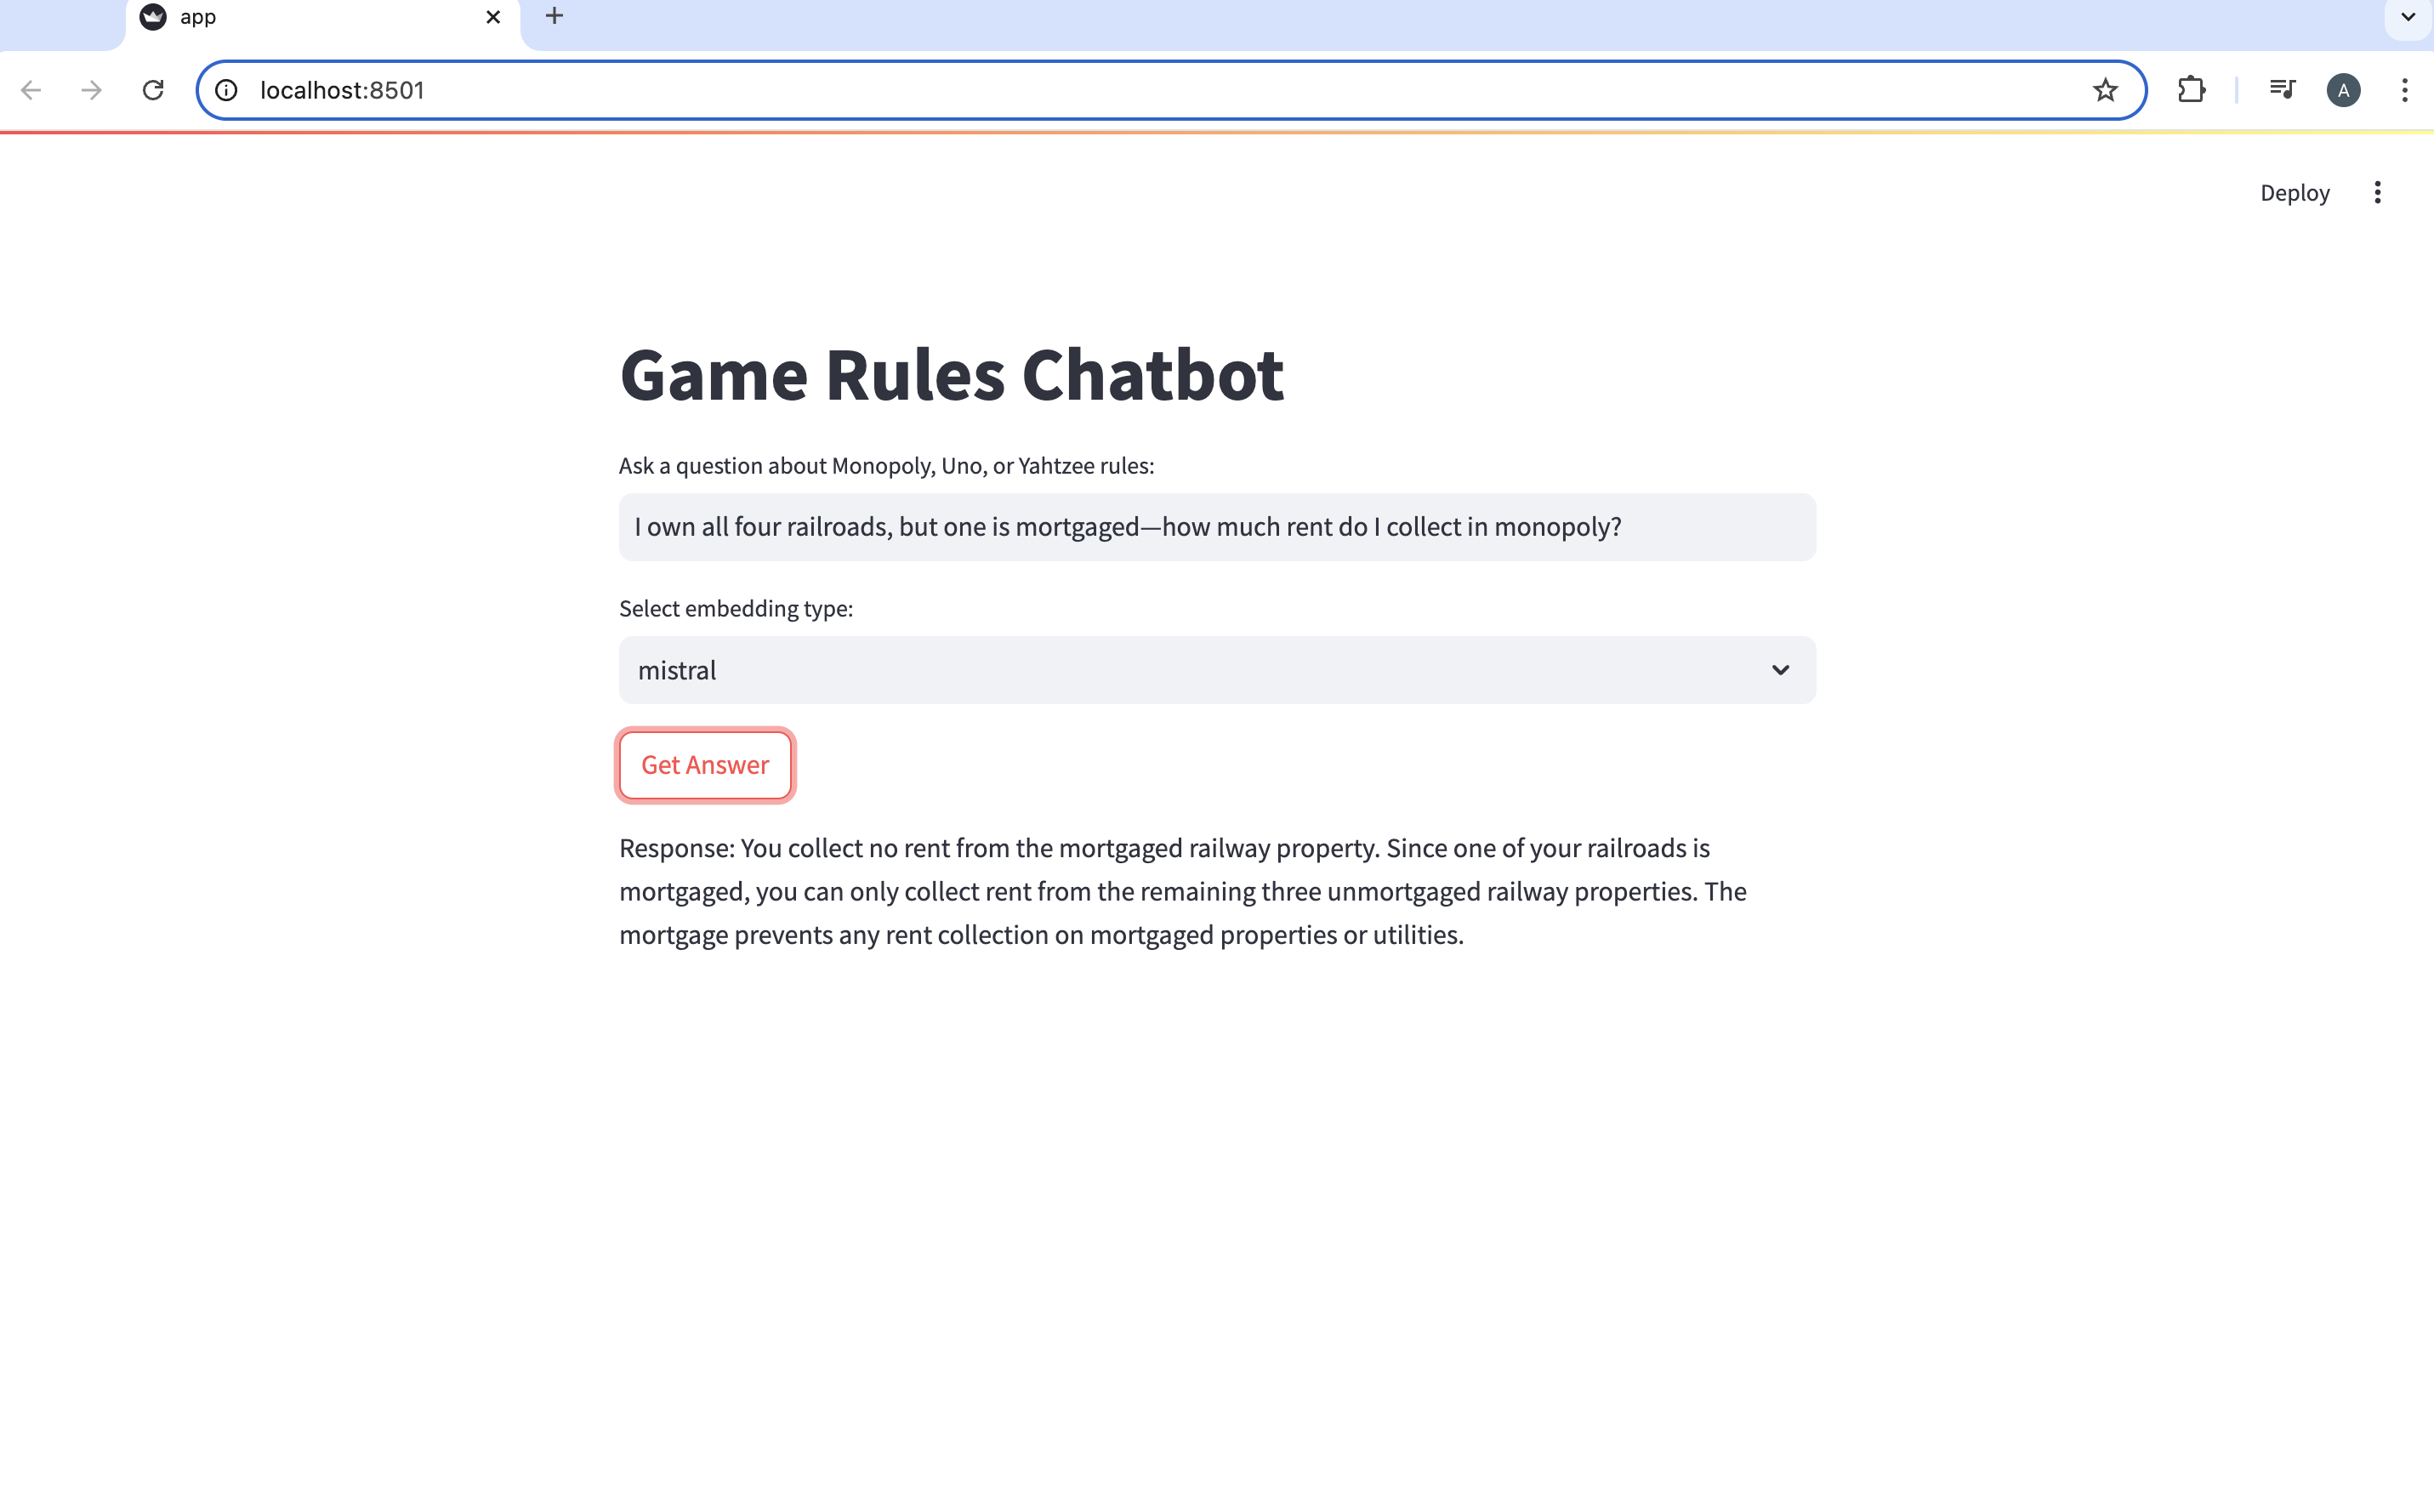 app
localhost:8501
A
Deploy
Game Rules Chatbot
Ask a question about Monopoly, Uno, or Yahtzee rules:
I own all four railroads, but one is mortgaged—how much rent do I collect in monopoly?
Select embedding type:
mistral
Get Answer
Response: You collect no rent from the mortgaged railway property. Since one of your railroads is
mortgaged, you can only collect rent from the remaining three unmortgaged railway properties. The
mortgage prevents any rent collection on mortgaged properties or utilities.